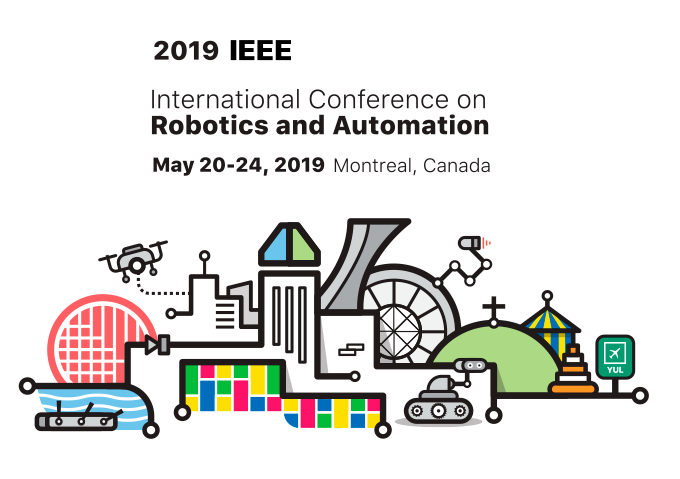 2019 IEEE
International Conference on
Robotics and Automation
May 20-24, 2019 Montreal, Canada
YUL